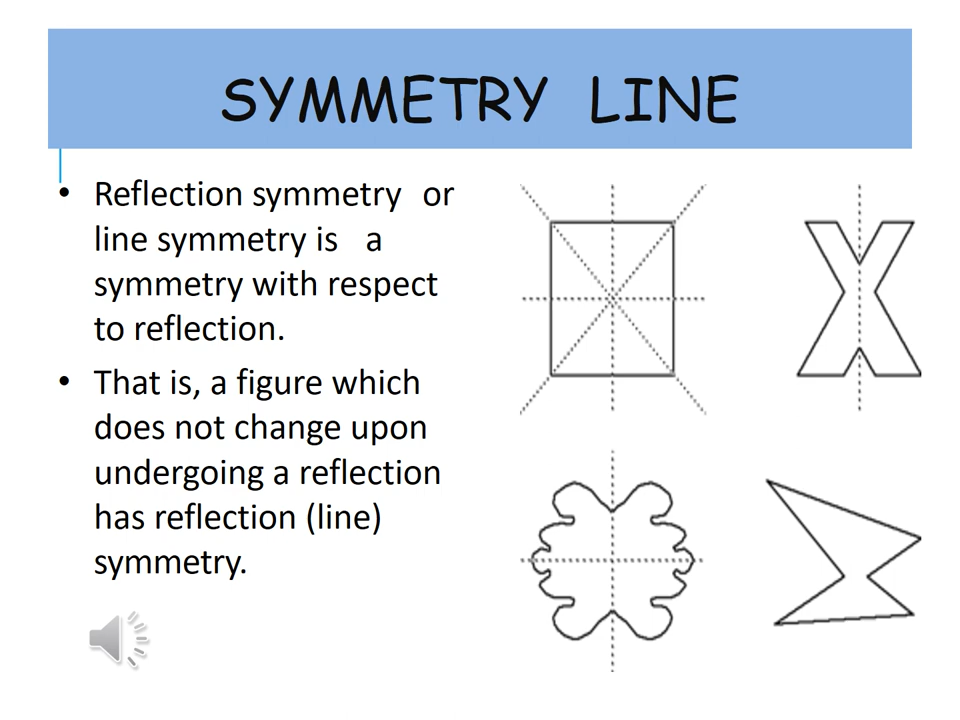 SYMMETRY LINE
• Reflection symmetry or
line symmetry is a
symmetry with respect
to reflection.
• That is, a figure which
does not change upon
undergoing a reflection
has reflection (line)
symmetry.